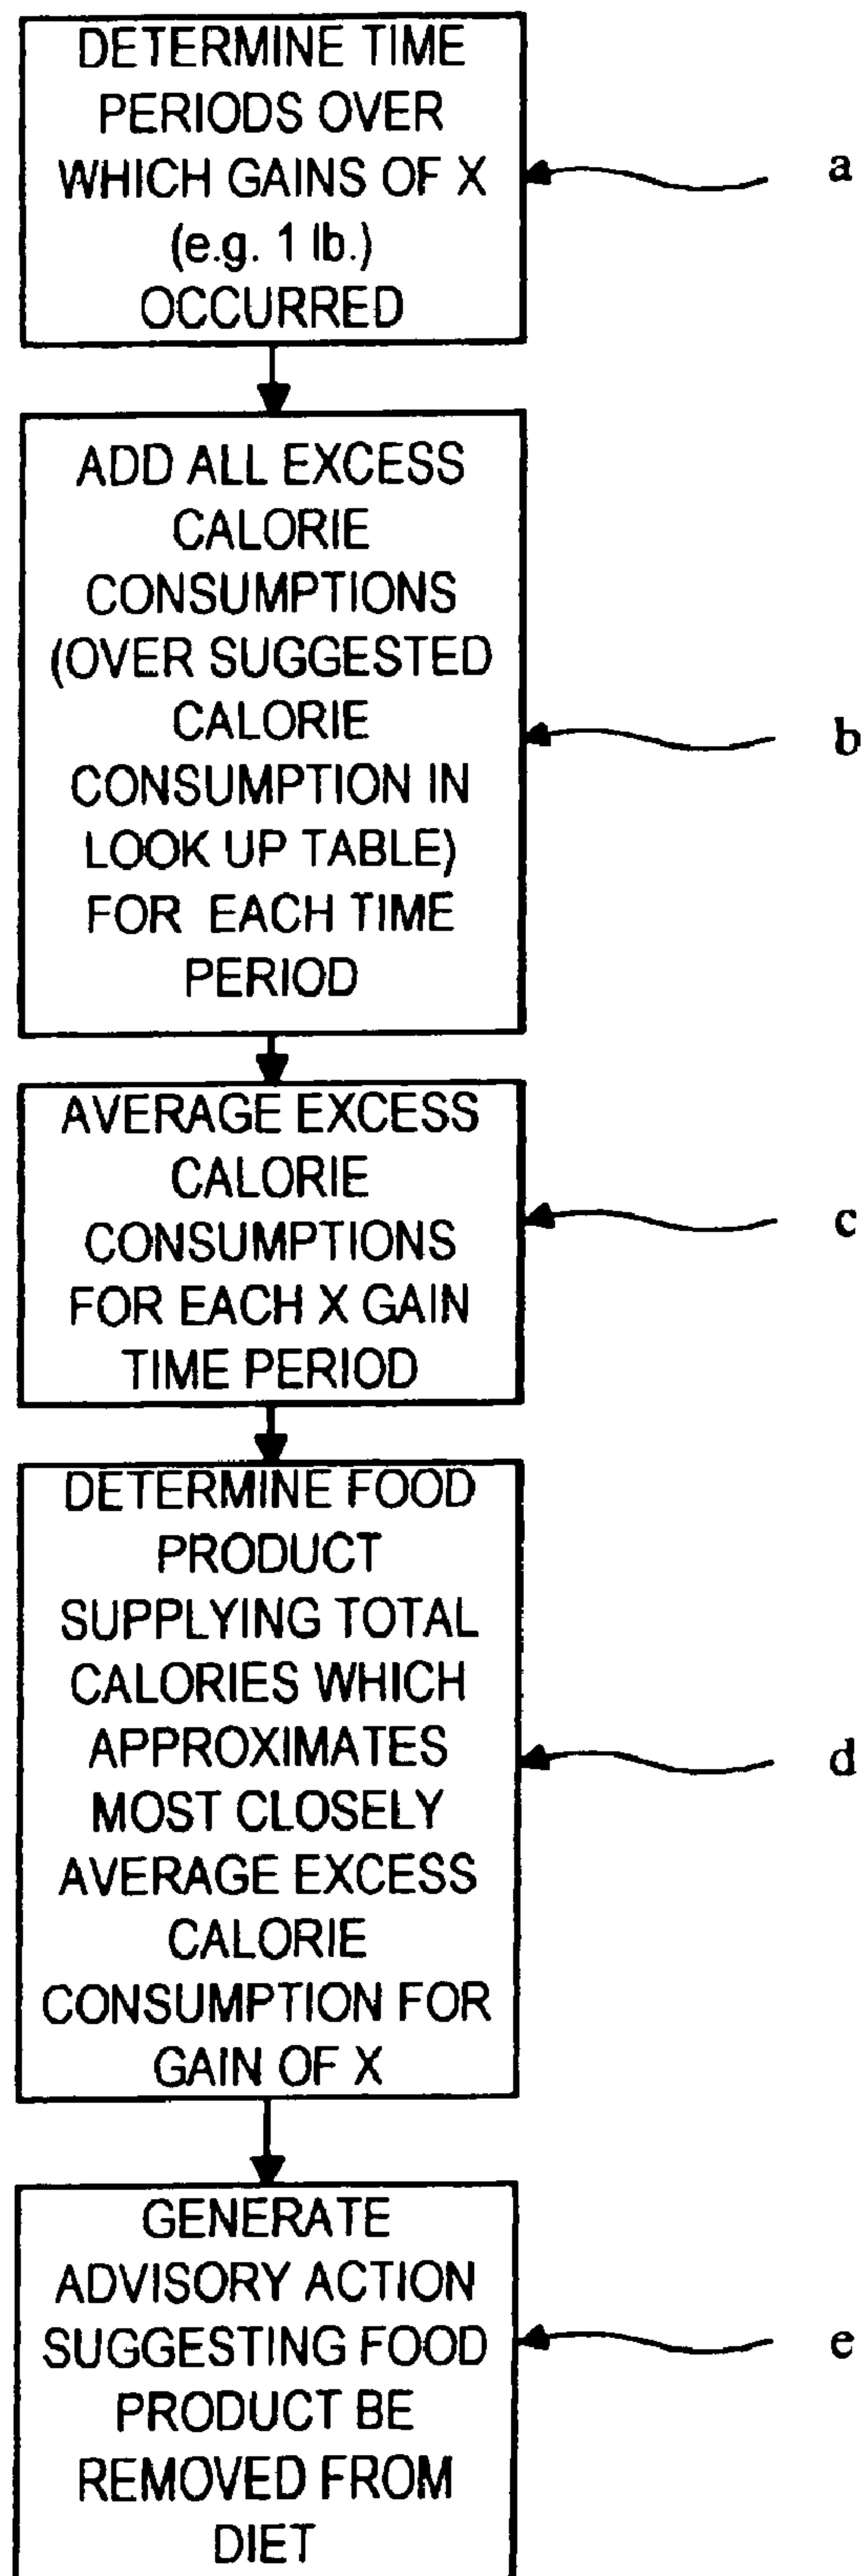 DETERMINE TIME
PERIODS OVER
WHICH GAINS OF X
(e.g. 1 lb.)
OCCURRED
a
ADD ALL EXCESS
CALORIE
CONSUMPTIONS
(OVER SUGGESTED
CALORIE
CONSUMPTION IN
LOOK UP TABLE)
FOR EACH TIME
PERIOD
b
AVERAGE EXCESS
CALORIE
CONSUMPTIONS
FOR EACH X GAIN
TIME PERIOD
c
DETERMINE FOOD
PRODUCT
SUPPLYING TOTAL
CALORIES WHICH
APPROXIMATES
MOST CLOSELY
AVERAGE EXCESS
CALORIE
CONSUMPTION FOR
GAIN OF X
d
GENERATE
ADVISORY ACTION
SUGGESTING FOOD
PRODUCT BE
REMOVED FROM
DIET
e